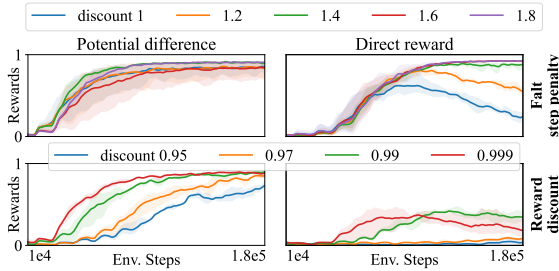 discount 1 1.2 1.4 1.6 1.8
Potential difference Direct reward
1
0
Rewards
Falt
step penalty
discount 0.95 0.97 0.99 0.999
1
0
Rewards
Reward
discount
1e4 1.8e5 1e4 1.8e5
Env. Steps Env. Steps